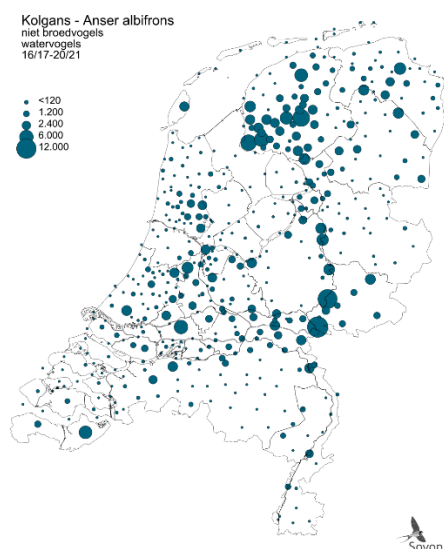 Kolgans - Anser albifrons
niet broedvogels
watervogels
16/17-20/21
<120
1.200
2.400
6.000
12.000
Sovon